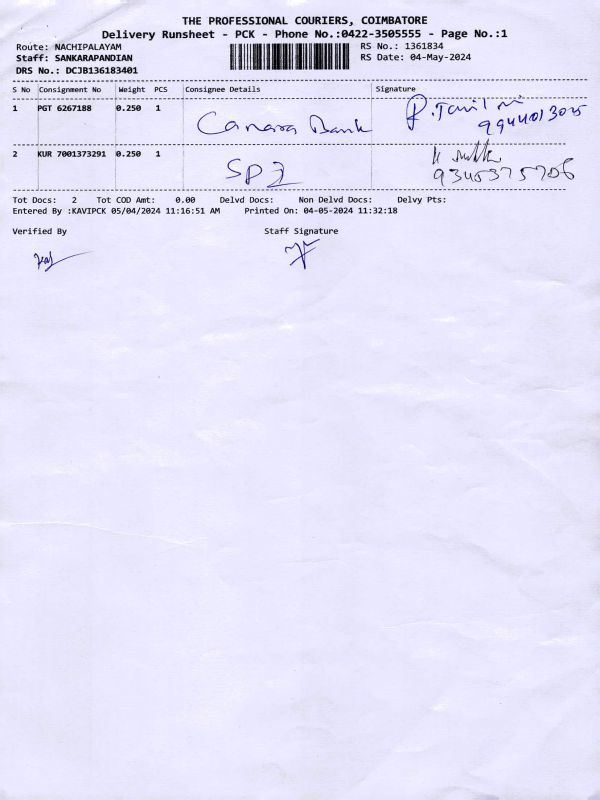 THE PROFESSIONAL COURIERS, COIMBATORE
Delivery Runsheet - PCK - Phone No.:0422-3505555 - Page No.:1
Route: NACHIPALAYAM RS No.: 1361834
Staff: SANKARAPANDIAN RS Date: 04-May-2024
DRS No.: DCJB136183401
S No Consignment No Weight PCS Consignee Details Signature
1 PGT 6267188 0.250 1 Canara Bank
2 KUR 7001373291 0.250 1
9345375706
Tot Docs: 2 Tot COD Amt: 0.00 Delvd Docs: Non Delvd Docs: Delvy Pts:
Entered By :KAVIPCK 05/04/2024 11:16:51 AM Printed On: 04-05-2024 11:32:18
Verified By Staff Signature